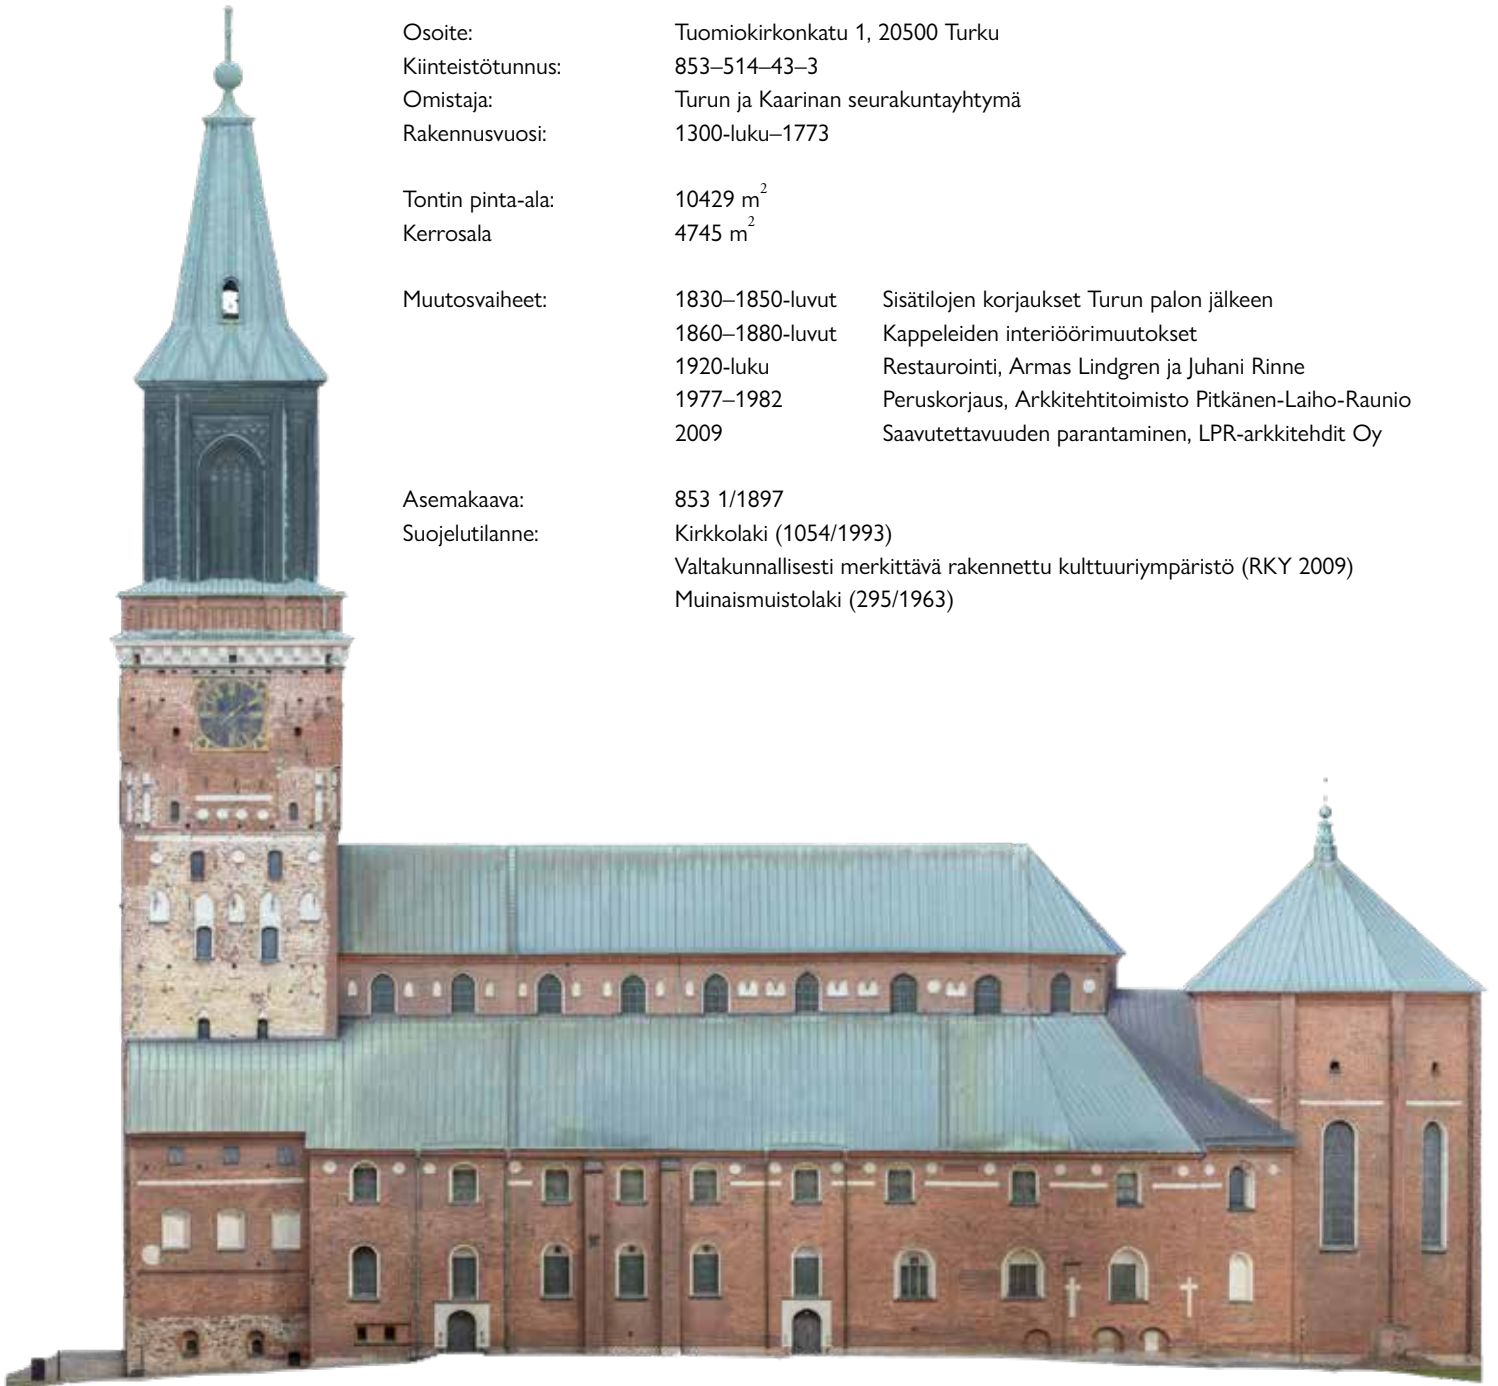 Osoite: Tuomiokirkonkatu 1, 20500 Turku
Kiinteistötunnus: 853–514–43–3
Omistaja: Turun ja Kaarinan seurakuntayhtymä
Rakennusvuosi: 1300-luku–1773
Tontin pinta-ala: 10429 m²
Kerrosala 4745 m²
Muutosvaiheet: 1830–1850-luvut Sisätilojen korjaukset Turun palon jälkeen
1860–1880-luvut Kappeleiden interiöörimuutokset
1920-luku Restaurointi, Armas Lindgren ja Juhani Rinne
1977–1982 Peruskorjaus, Arkkitehtitoimisto Pitkänen-Laiho-Raunio
2009 Saavutettavuuden parantaminen, LPR-arkkitehdit Oy
Asemakaava: 853 1/1897
Suojelutilanne: Kirkkolaki (1054/1993)
Valtakunnallisesti merkittävä rakennettu kulttuuriympäristö (RKY 2009)
Muinaismuistolaki (295/1963)